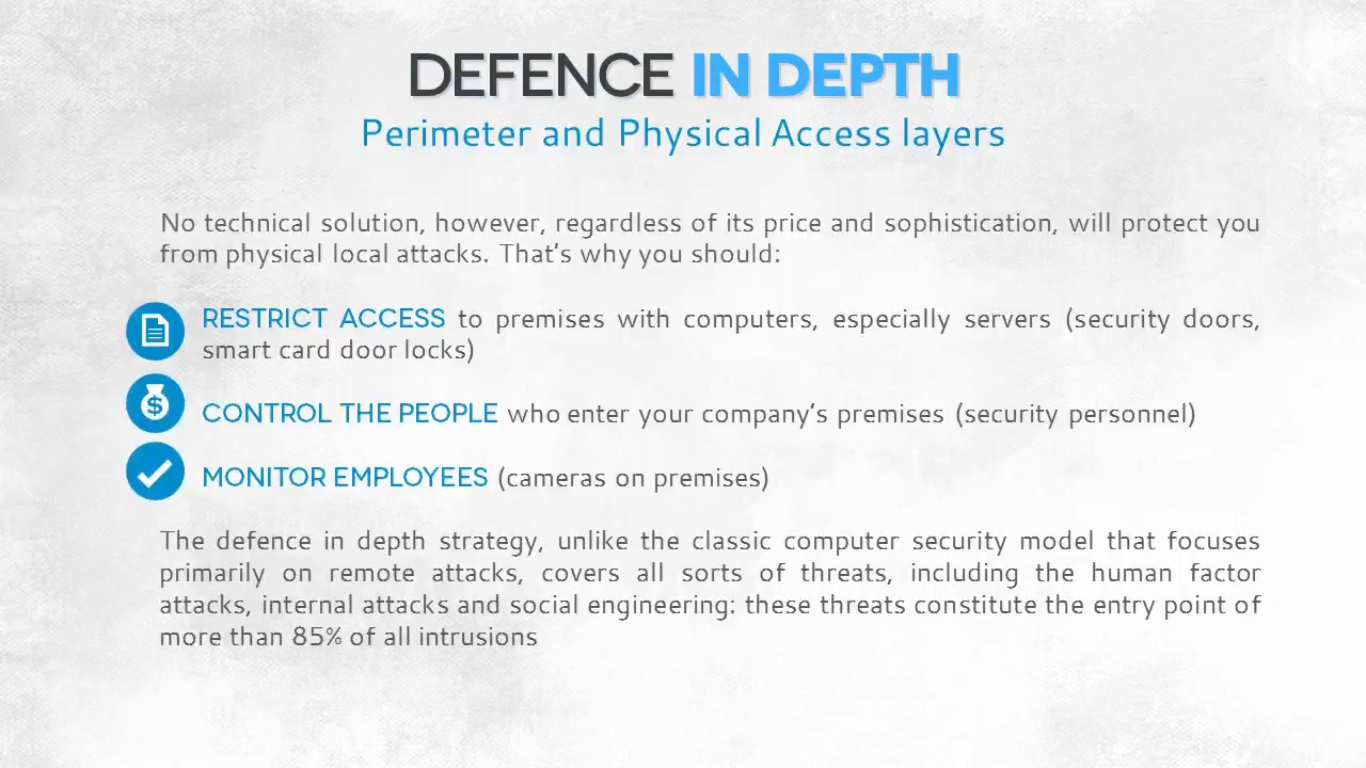 DEFENCE IN DEPTH
Perimeter and Physical Access layers
No technical solution, however, regardless of its price and sophistication, will protect you
from physical local attacks. That's why you should:
RESTRICT ACCESS to premises with computers, especially servers (security doors,
smart card door locks)
$
CONTROL THE PEOPLE who enter your company's premises (security personnel)
MONITOR EMPLOYEES (cameras on premises)
The defence in depth strategy, unlike the classic computer security model that focuses
primarily on remote attacks, covers all sorts of threats, including the human factor
attacks, internal attacks and social engineering: these threats constitute the entry point of
more than 85% of all intrusions